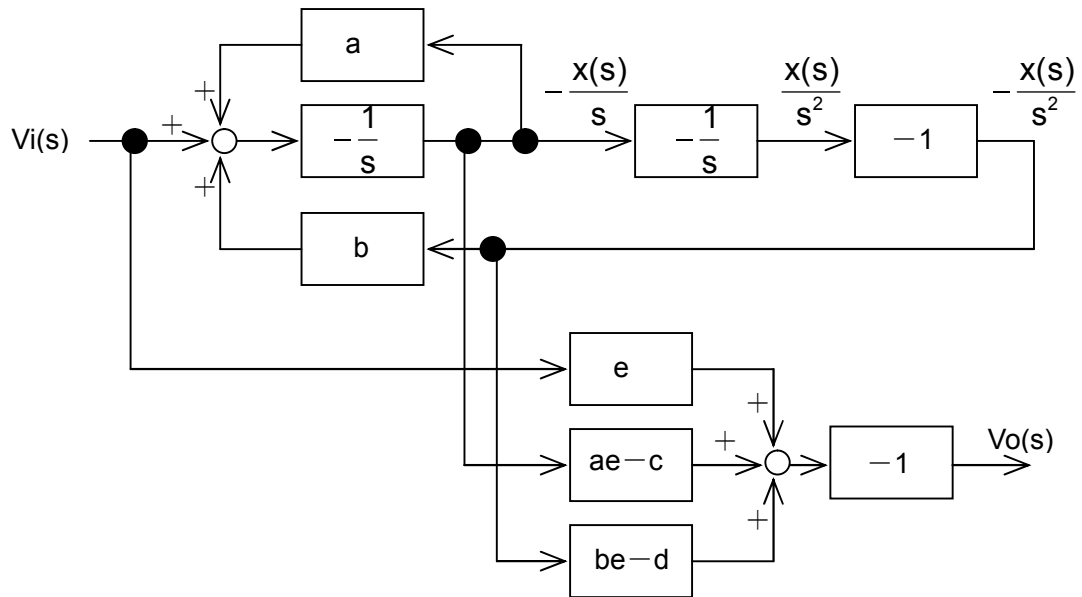 a
+
Vi(s)
+
-1/s
-x(s)/s
-1/s
x(s)/s²
−1
-x(s)/s²
+
b
e
+
ae−c
+
−1
Vo(s)
+
be−d